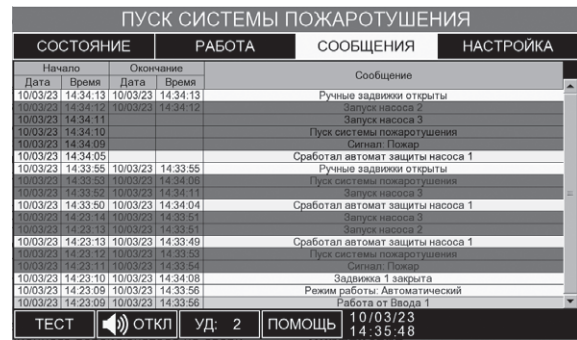 ПУСК СИСТЕМЫ ПОЖАРОТУШЕНИЯ
СОСТОЯНИЕ РАБОТА СООБЩЕНИЯ НАСТРОЙКА
Начало Окончание Сообщение
Дата Время Дата Время
10/03/23 14:34:13 10/03/23 14:34:13 Ручные задвижки открыты
10/03/23 14:34:12 10/03/23 14:34:12 Запуск насоса 2
10/03/23 14:34:11 Запуск насоса 3
10/03/23 14:34:10 Пуск системы пожаротушения
10/03/23 14:34:09 Сигнал: Пожар
10/03/23 14:34:05 Сработал автомат защиты насоса 1
10/03/23 14:33:55 10/03/23 14:33:55 Ручные задвижки открыты
10/03/23 14:33:53 10/03/23 14:34:06 Пуск системы пожаротушения
10/03/23 14:33:52 10/03/23 14:34:11 Запуск насоса 3
10/03/23 14:33:50 10/03/23 14:34:04 Сработал автомат защиты насоса 1
10/03/23 14:23:14 10/03/23 14:33:51 Запуск насоса 3
10/03/23 14:23:13 10/03/23 14:33:51 Запуск насоса 2
10/03/23 14:23:13 10/03/23 14:33:49 Сработал автомат защиты насоса 1
10/03/23 14:23:12 10/03/23 14:33:53 Пуск системы пожаротушения
10/03/23 14:23:11 10/03/23 14:33:54 Сигнал: Пожар
10/03/23 14:23:10 10/03/23 14:34:08 Задвижка 1 закрыта
10/03/23 14:23:09 10/03/23 14:33:56 Режим работы: Автоматический
10/03/23 14:23:09 10/03/23 14:33:56 Работа от Ввода 1
ТЕСТ ОТКЛ УД: 2 ПОМОЩЬ 10/03/23
14:35:48